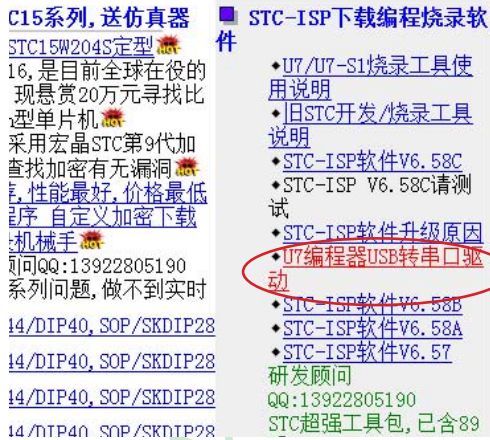 C15系列,送仿真器
STC15W204S定型
16,是目前全球在役的
现悬赏20万元寻找比
型单片机
采用宏晶STC第9代加
查找加密有无漏洞
,性能最好,价格最低
程序 自定义加密下载
机械手
顾问QQ:13922805190
系列问题,做不到实时
44/DIP40,SOP/SKDIP28
44/DIP40,SOP/SKDIP28
44/DIP40,SOP/SKDIP28
44/DIP40,SOP/SKDIP28
STC-ISP下载编程烧录软
件
U7/U7-S1烧录工具使
用说明
旧STC开发/烧录工具
说明
STC-ISP软件V6.58C
STC-ISP V6.58C请测
试
STC-ISP软件升级原因
U7编程器USB转串口驱
动
STC-ISP软件V6.58B
STC-ISP软件V6.58A
STC-ISP软件V6.57
研发顾问
QQ:13922805190
STC超强工具包,已含89